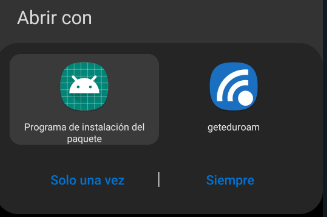 Abrir con
Programa de instalación del
paquete
geteduroam
Solo una vez
Siempre